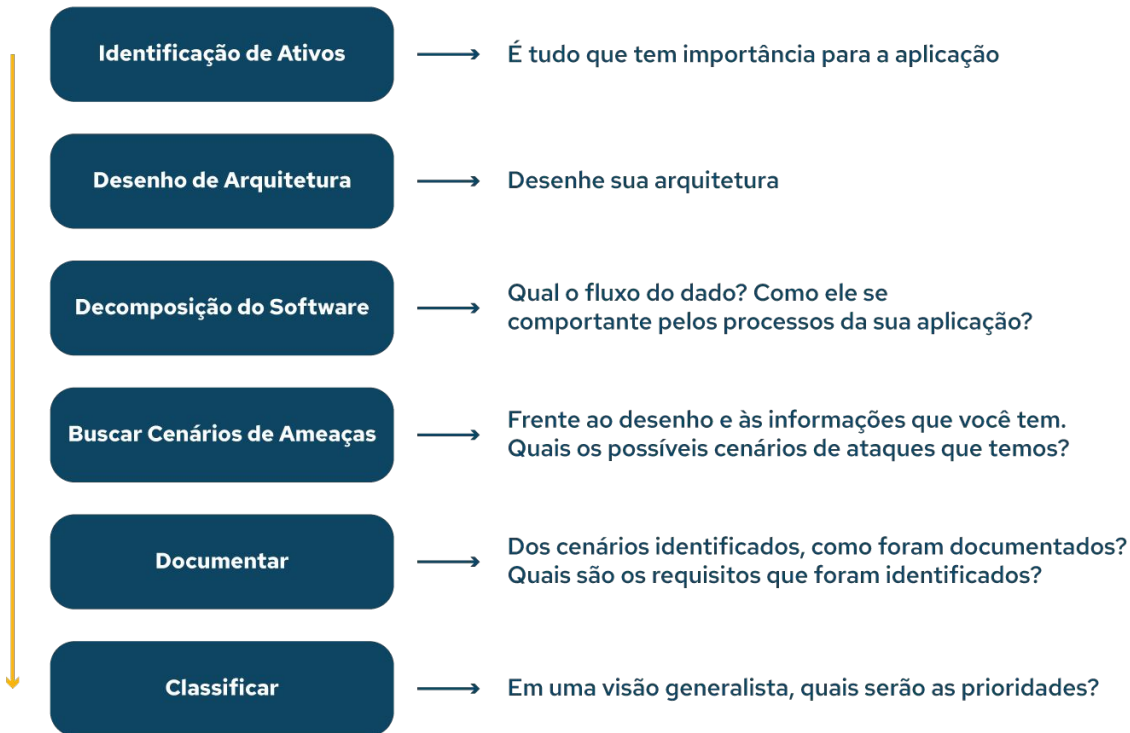 Identificação de Ativos
É tudo que tem importância para a aplicação
Desenho de Arquitetura
Desenhe sua arquitetura
Decomposição do Software
Qual o fluxo do dado? Como ele se
comportante pelos processos da sua aplicação?
Buscar Cenários de Ameaças
Frente ao desenho e às informações que você tem.
Quais os possíveis cenários de ataques que temos?
Documentar
Dos cenários identificados, como foram documentados?
Quais são os requisitos que foram identificados?
Classificar
Em uma visão generalista, quais serão as prioridades?